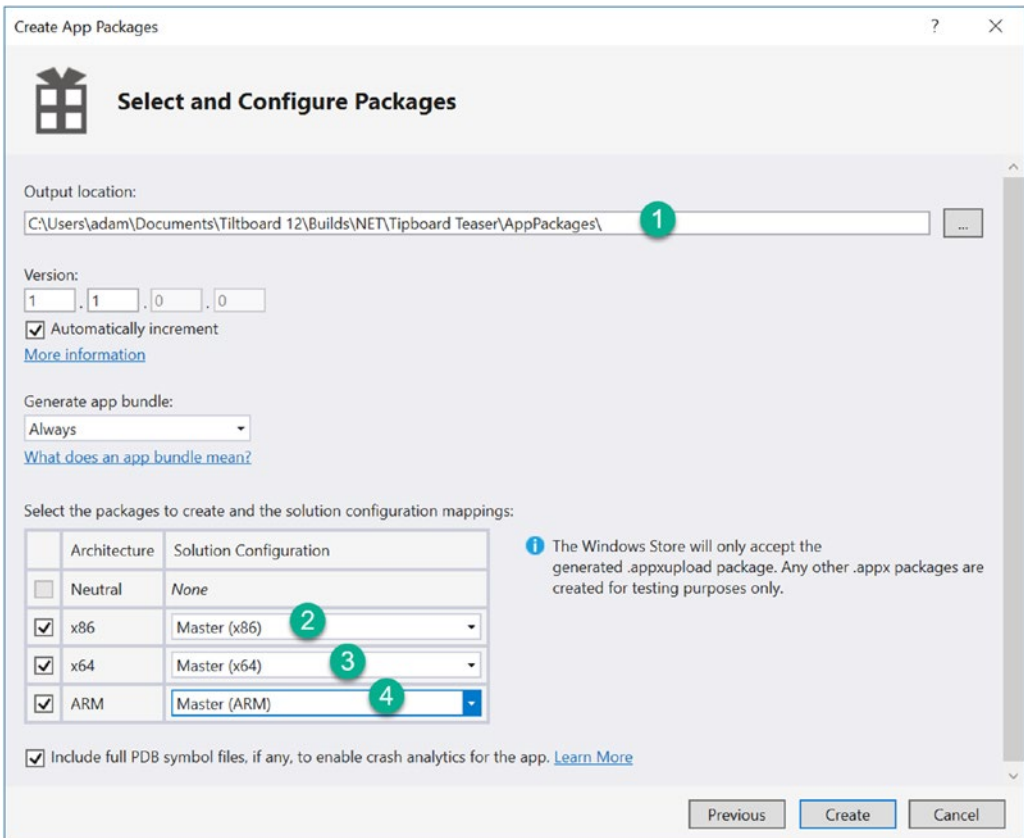 Create App Packages
?
Select and Configure Packages
Output location:
C:\Users\adam\Documents\Tiltboard 12\Builds\NET\Tipboard Teaser\AppPackages\ 1 ...
Version:
1 . 1 . 0 . 0
Automatically increment
More information
Generate app bundle:
Always
What does an app bundle mean?
Select the packages to create and the solution configuration mappings:
Architecture Solution Configuration
Neutral None
x86 Master (x86) 2
x64 Master (x64) 3
ARM Master (ARM) 4
The Windows Store will only accept the
generated .appxupload package. Any other .appx packages are
created for testing purposes only.
Include full PDB symbol files, if any, to enable crash analytics for the app. Learn More
Previous Create Cancel